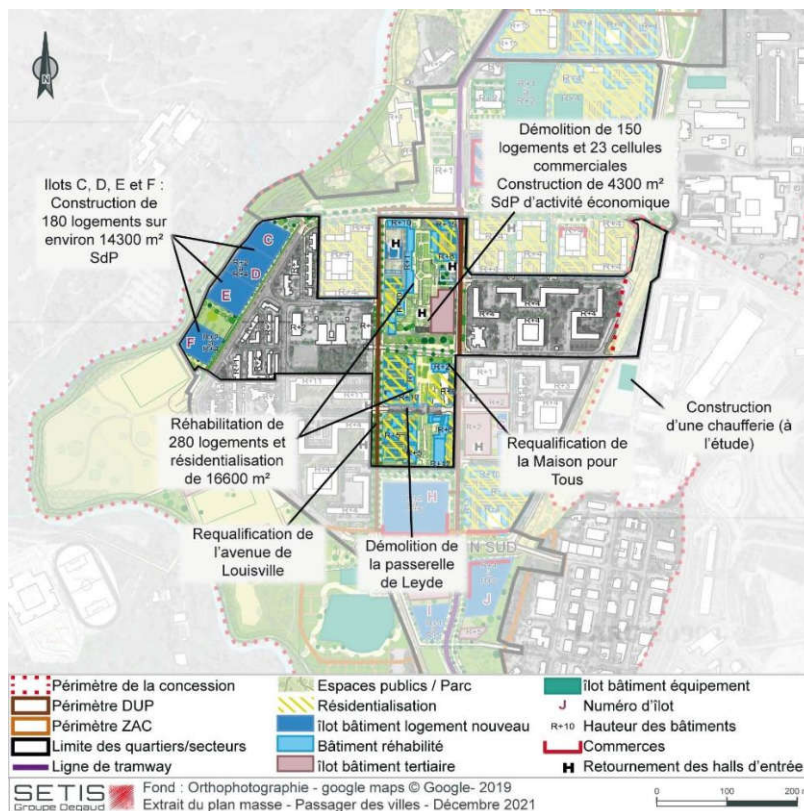 N
Ilots C, D, E et F :
Construction de
180 logements sur
environ 14300 m²
SdP
Démolition de 150
logements et 23 cellules
commerciales
Construction de 4300 m²
SdP d'activité économique
C
D
E
F
R+10
H
H
H
R+1
R+4
R+4
R+4
Réhabilitation de
280 logements et
résidentialisation
de 16600 m²
Requalification de
la Maison pour
Tous
Construction
d'une chaufferie (à
l'étude)
Requalification de
l'avenue de
Louisville
Démolition de
la passerelle
de Leyde
H
N SUD
I
J
Périmètre de la concession
Périmètre DUP
Périmètre ZAC
Limite des quartiers/secteurs
Ligne de tramway
Espaces publics / Parc
Résidentialisation
îlot bâtiment logement nouveau
Bâtiment réhabilité
îlot bâtiment tertiaire
îlot bâtiment équipement
J Numéro d'îlot
R+10 Hauteur des bâtiments
Commerces
H Retournement des halls d'entrée
SETIS
Groupe Degaud
Fond : Orthophotographie - google maps © Google- 2019
Extrait du plan masse - Passager des villes - Décembre 2021
0 100 200